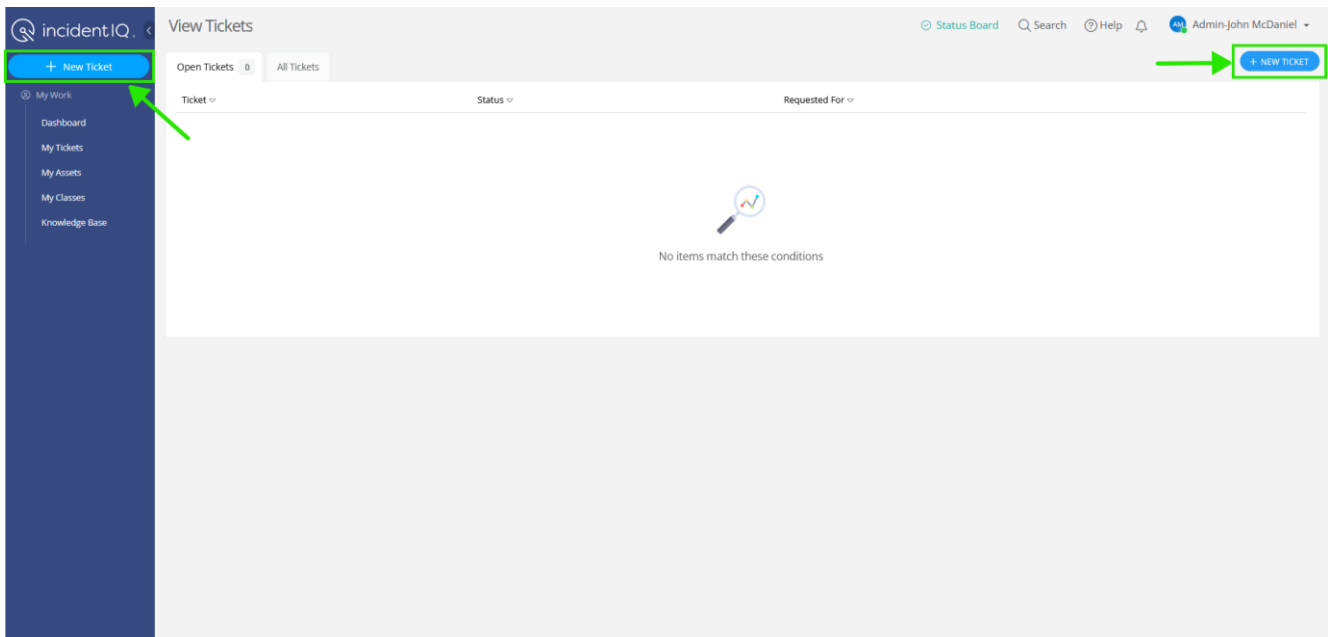 incidentIQ.
+ New Ticket
My Work
Dashboard
My Tickets
My Assets
My Classes
Knowledge Base
View Tickets
Status Board Search Help AM Admin-John McDaniel
Open Tickets 0 All Tickets
+ NEW TICKET
Ticket Status Requested For
No items match these conditions